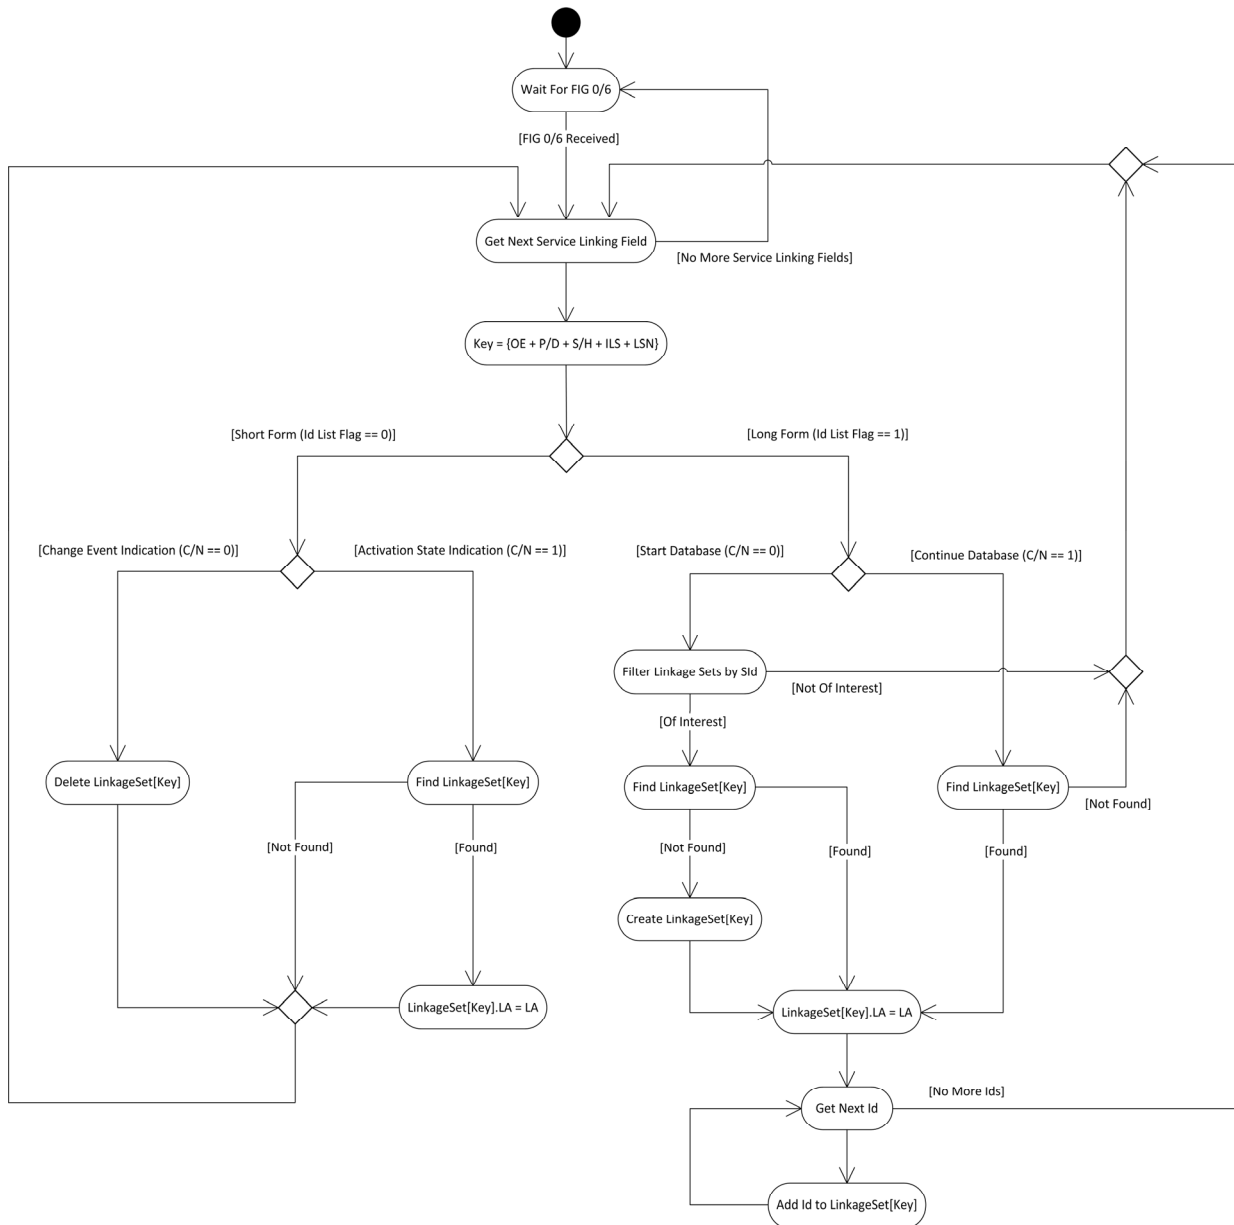 Wait For FIG 0/6
[FIG 0/6 Received]
Get Next Service Linking Field
[No More Service Linking Fields]
Key = {OE + P/D + S/H + ILS + LSN}
[Short Form (Id List Flag == 0)]
[Long Form (Id List Flag == 1)]
[Change Event Indication (C/N == 0)]
[Activation State Indication (C/N == 1)]
[Start Database (C/N == 0)]
[Continue Database (C/N == 1)]
Filter Linkage Sets by SId
[Not Of Interest]
[Of Interest]
Delete LinkageSet[Key]
Find LinkageSet[Key]
Find LinkageSet[Key]
Find LinkageSet[Key]
[Not Found]
[Not Found]
[Found]
[Not Found]
[Found]
[Found]
Create LinkageSet[Key]
LinkageSet[Key].LA = LA
LinkageSet[Key].LA = LA
[No More Ids]
Get Next Id
Add Id to LinkageSet[Key]